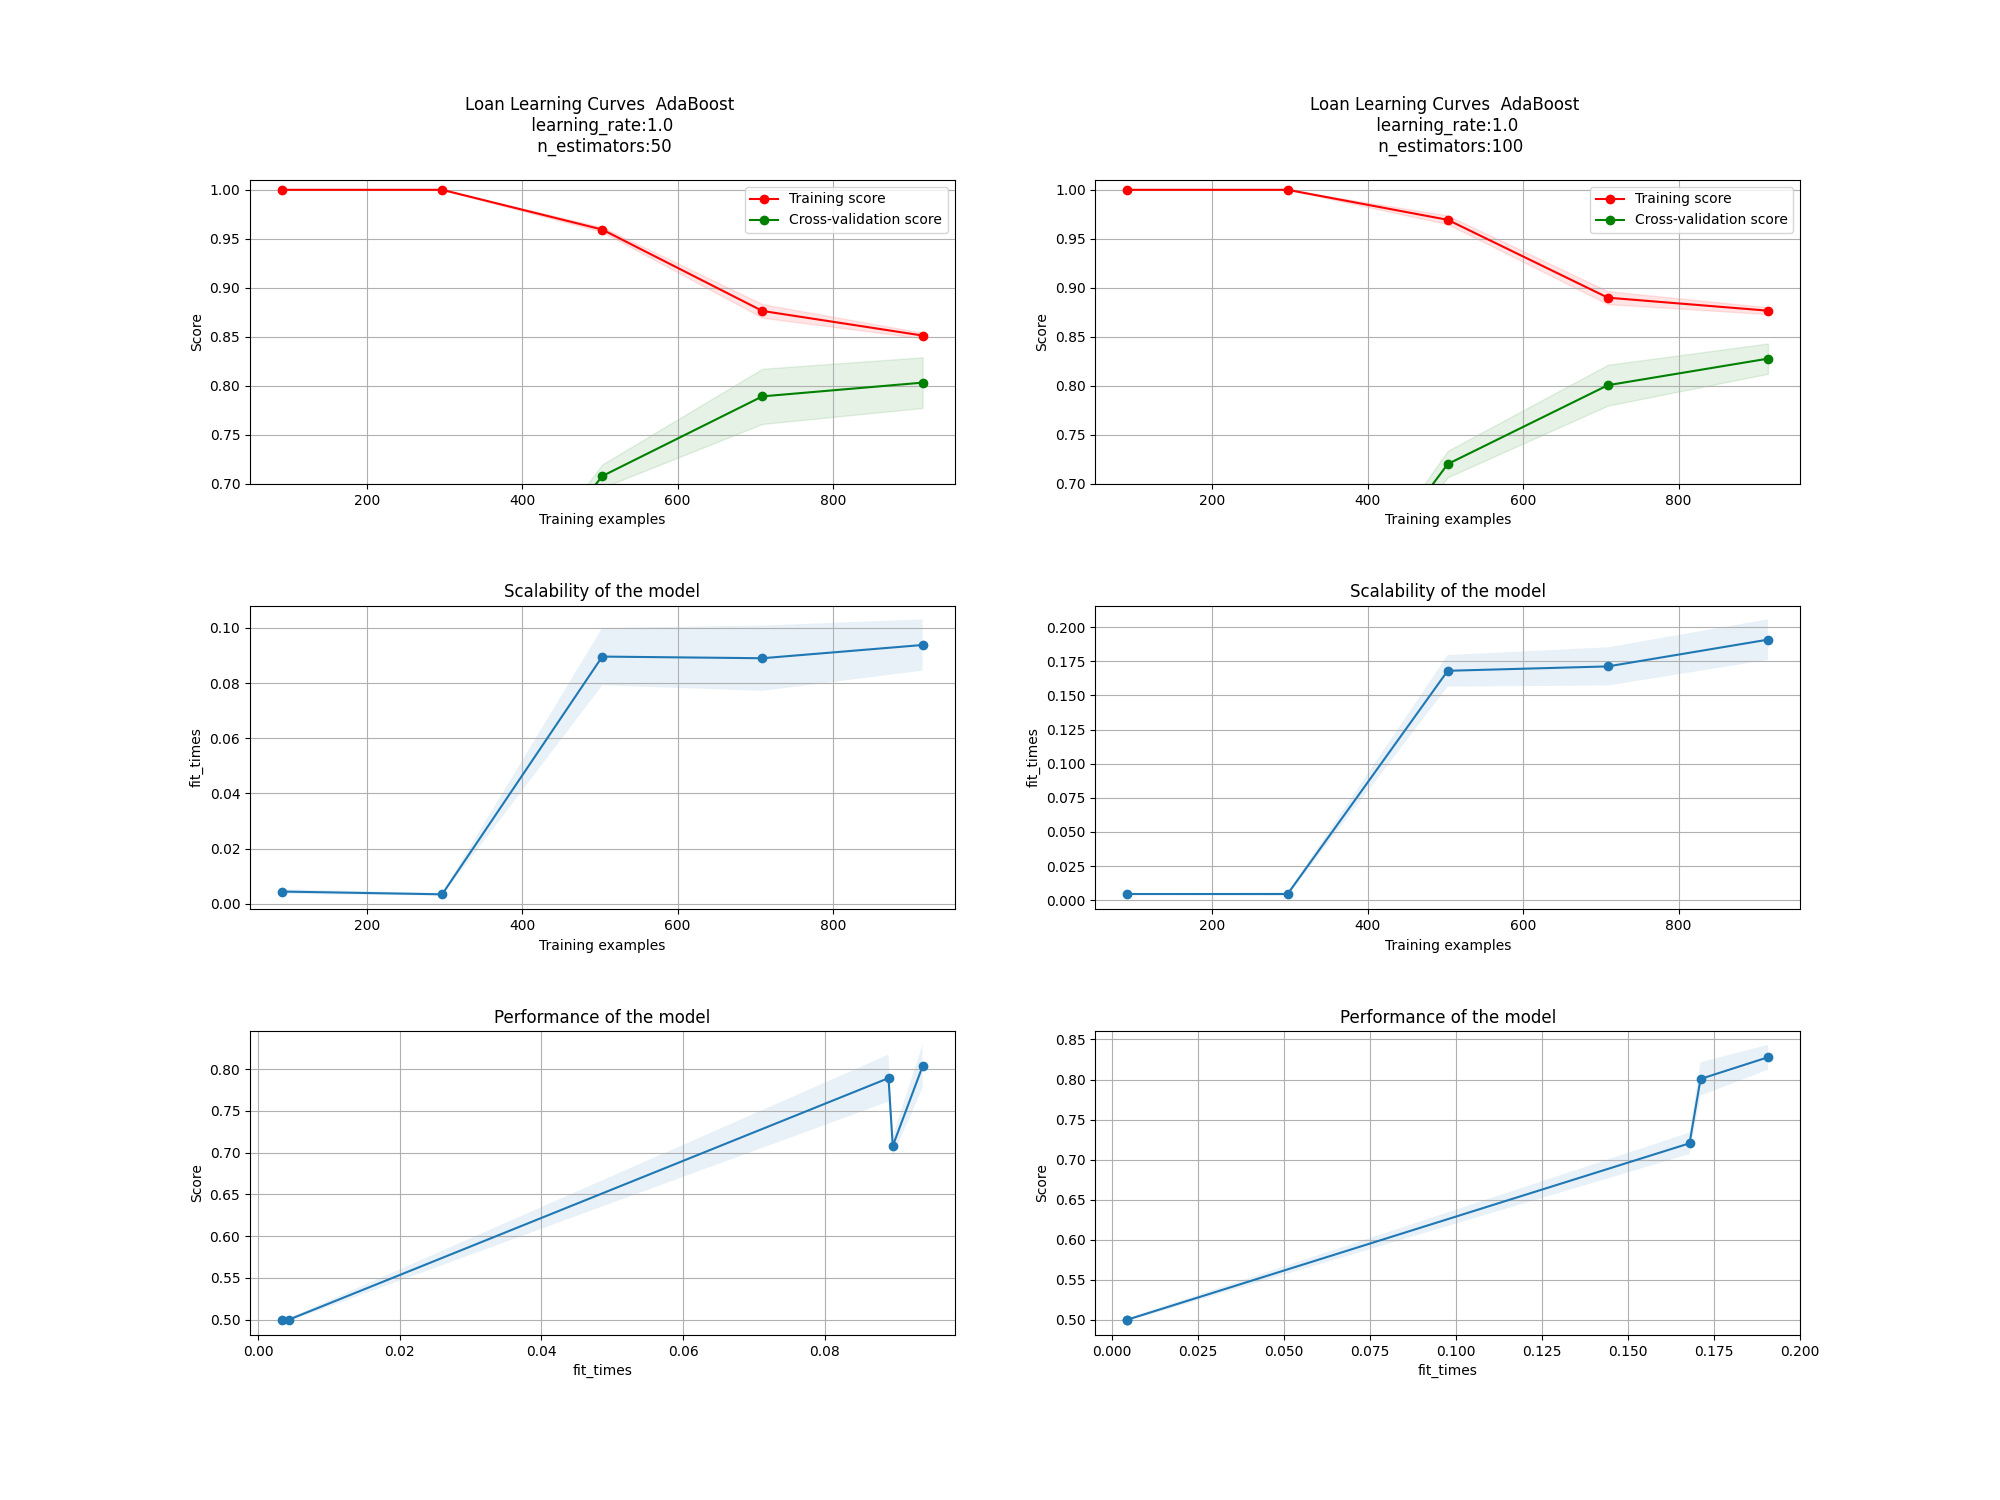 Loan Learning Curves  AdaBoost
learning_rate:1.0
n_estimators:50
1.00
0.95
0.90
0.85
0.80
0.75
0.70
Score
Training score
Cross-validation score
200 400 600 800
Training examples
Loan Learning Curves  AdaBoost
learning_rate:1.0
n_estimators:100
1.00
0.95
0.90
0.85
0.80
0.75
0.70
Score
Training score
Cross-validation score
200 400 600 800
Training examples
Scalability of the model
0.10
0.08
0.06
0.04
0.02
0.00
fit_times
200 400 600 800
Training examples
Scalability of the model
0.200
0.175
0.150
0.125
0.100
0.075
0.050
0.025
0.000
fit_times
200 400 600 800
Training examples
Performance of the model
0.80
0.75
0.70
0.65
0.60
0.55
0.50
Score
0.00 0.02 0.04 0.06 0.08
fit_times
Performance of the model
0.85
0.80
0.75
0.70
0.65
0.60
0.55
0.50
Score
0.000 0.025 0.050 0.075 0.100 0.125 0.150 0.175 0.200
fit_times